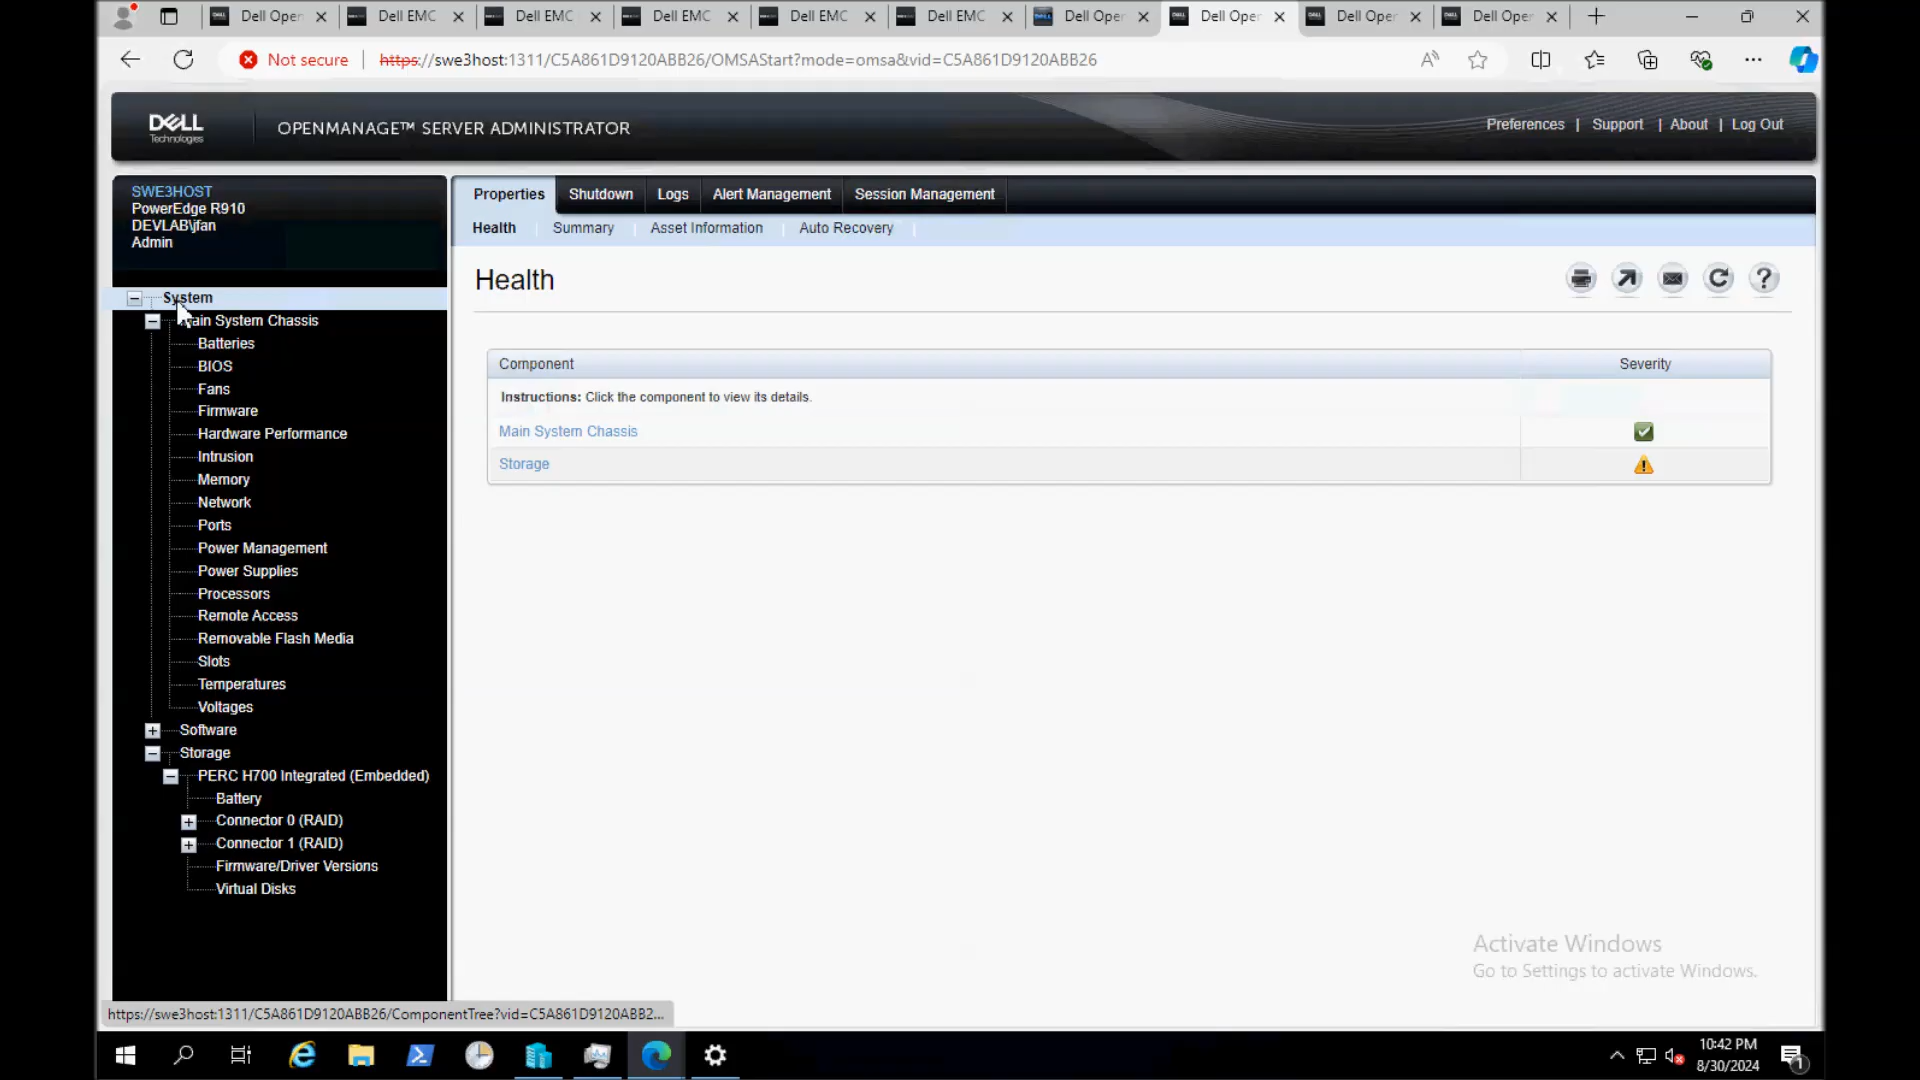 Dell Oper
Dell EMC
Dell EMC
Dell EMC
Dell EMC
Dell EMC
Dell Oper
Dell Oper
Dell Oper
Dell Oper
Not secure
https://swe3host:1311/C5A861D9120ABB26/OMSAStart?mode=omsa&vid=C5A861D9120ABB26
DELL
Technologies
OPENMANAGE™ SERVER ADMINISTRATOR
Preferences | Support | About | Log Out
SWE3HOST
PowerEdge R910
DEVLAB\jfan
Admin
Properties
Shutdown
Logs
Alert Management
Session Management
Health
Summary
Asset Information
Auto Recovery
System
Main System Chassis
Batteries
BIOS
Fans
Firmware
Hardware Performance
Intrusion
Memory
Network
Ports
Power Management
Power Supplies
Processors
Remote Access
Removable Flash Media
Slots
Temperatures
Voltages
Software
Storage
PERC H700 Integrated (Embedded)
Battery
Connector 0 (RAID)
Connector 1 (RAID)
Firmware/Driver Versions
Virtual Disks
Health
Component
Severity
Instructions: Click the component to view its details.
Main System Chassis
Storage
Activate Windows
Go to Settings to activate Windows.
https://swe3host:1311/C5A861D9120ABB26/ComponentTree?vid=C5A861D9120ABB2...
10:42 PM
8/30/2024
1